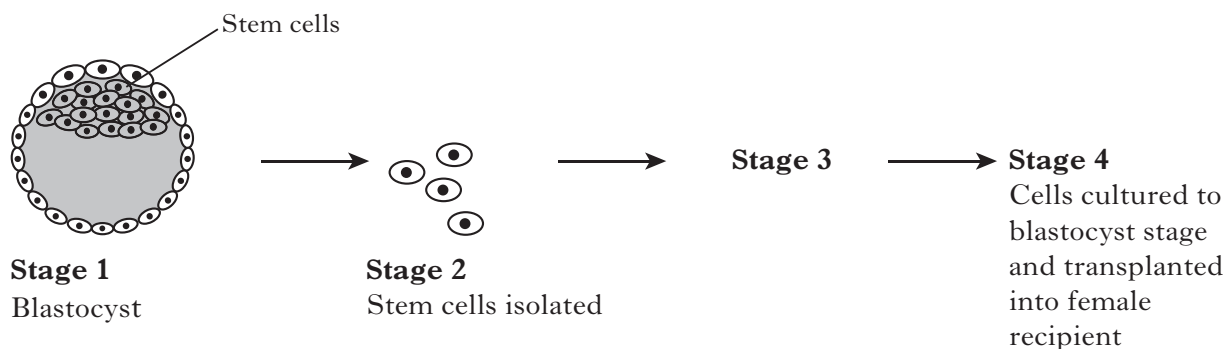 Stem cells
Stage 1
Blastocyst
Stage 2
Stem cells isolated
Stage 3
Stage 4
Cells cultured to
blastocyst stage
and transplanted
into female
recipient